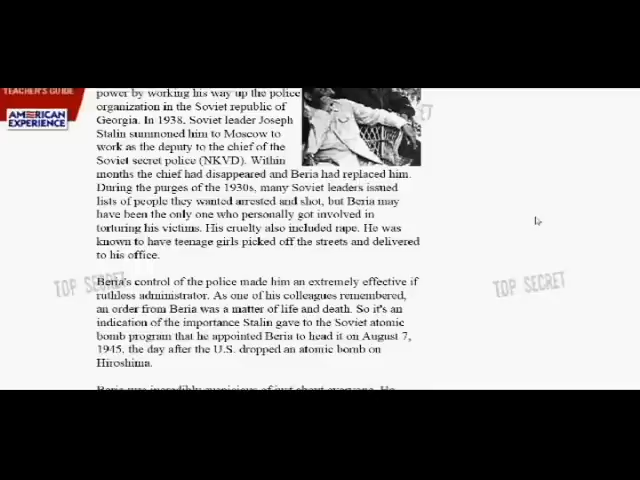 TEACHER'S GUIDE
AMERICAN
EXPERIENCE
power by working his way up the police
organization in the Soviet republic of
Georgia. In 1938, Soviet leader Joseph
Stalin summoned him to Moscow to
work as the deputy to the chief of the
Soviet secret police (NKVD). Within
months the chief had disappeared and Beria had replaced him.
During the purges of the 1930s, many Soviet leaders issued
lists of people they wanted arrested and shot, but Beria may
have been the only one who personally got involved in
torturing his victims. His cruelty also included rape. He was
known to have teenage girls picked off the streets and delivered
to his office.
TOP SECRET
TOP SECRET
Beria's control of the police made him an extremely effective if
ruthless administrator. As one of his colleagues remembered,
an order from Beria was a matter of life and death. So it's an
indication of the importance Stalin gave to the Soviet atomic
bomb program that he appointed Beria to head it on August 7,
1945, the day after the U.S. dropped an atomic bomb on
Hiroshima.
Beria was incredibly suspicious of just about everyone. He